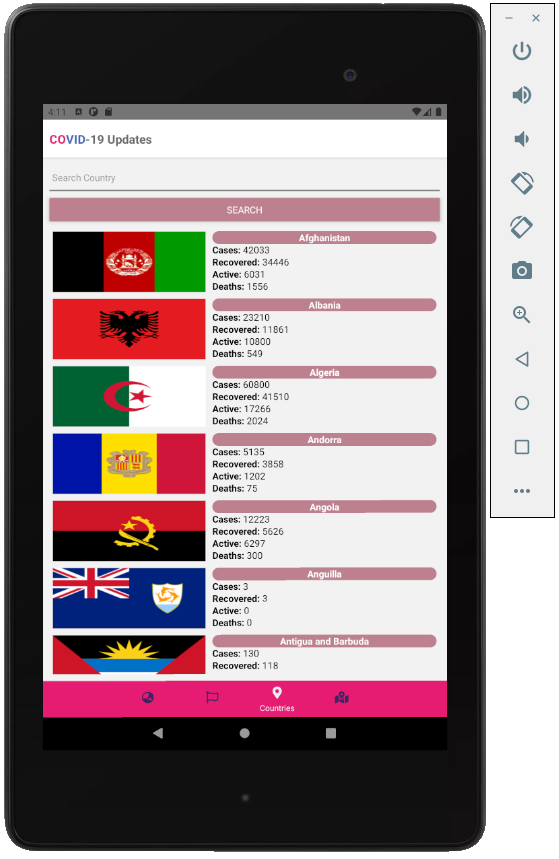 4:11
COVID-19 Updates
Search Country
SEARCH
Afghanistan
Cases: 42033
Recovered: 34446
Active: 6031
Deaths: 1556
Albania
Cases: 23210
Recovered: 11861
Active: 10800
Deaths: 549
Algeria
Cases: 60800
Recovered: 41510
Active: 17266
Deaths: 2024
Andorra
Cases: 5135
Recovered: 3858
Active: 1202
Deaths: 75
Angola
Cases: 12223
Recovered: 5626
Active: 6297
Deaths: 300
Anguilla
Cases: 3
Recovered: 3
Active: 0
Deaths: 0
Antigua and Barbuda
Cases: 130
Recovered: 118
Countries